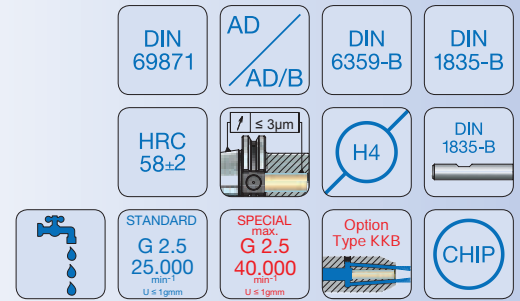 DIN
69871
AD
AD/B
DIN
6359-B
DIN
1835-B
HRC
58±2
≤ 3µm
H4
DIN
1835-B
STANDARD
G 2.5
25.000
min⁻¹
U ≤ 1gmm
SPECIAL
max.
G 2.5
40.000
min⁻¹
U ≤ 1gmm
Option
Type KKB
CHIP